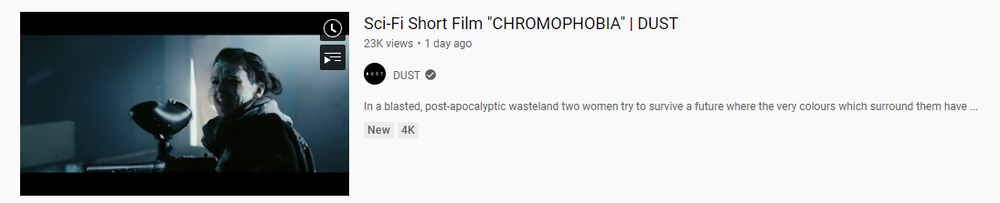 Sci-Fi Short Film "CHROMOPHOBIA" | DUST
23K views • 1 day ago
DUST
DUST
In a blasted, post-apocalyptic wasteland two women try to survive a future where the very colours which surround them have ...
New
4K